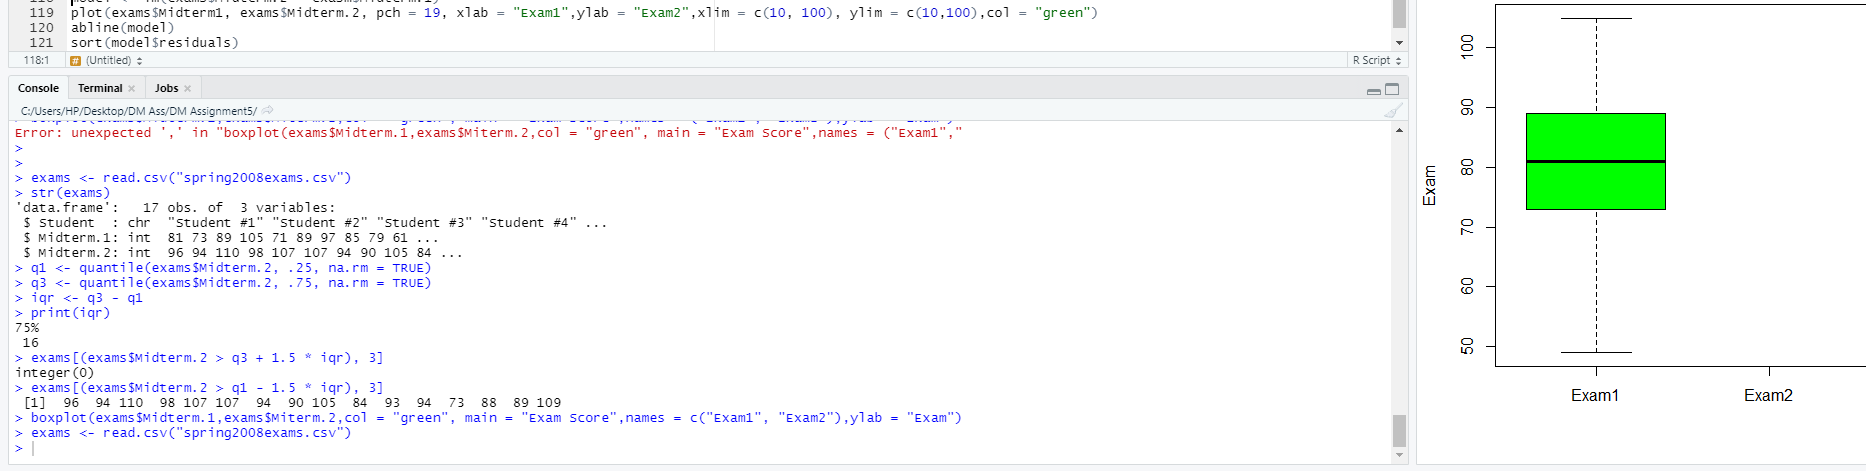 118 model <- lm(exams$Midterm.2 ~ exams$Midterm.1)
119 plot(exams$Midterm1, exams$Midterm.2, pch = 19, xlab = "Exam1",ylab = "Exam2",xlim = c(10, 100), ylim = c(10,100),col = "green")
120 abline(model)
121 sort(model$residuals)
118:1 # (Untitled) R Script
Console Terminal Jobs
C:/Users/HP/Desktop/DM Ass/DM Assignment5/
Error: unexpected ',' in "boxplot(exams$Midterm.1,exams$Miterm.2,col = "green", main = "Exam Score",names = ("Exam1","
>
>
> exams <- read.csv("spring2008exams.csv")
> str(exams)
'data.frame': 17 obs. of 3 variables:
$ Student : chr "Student #1" "Student #2" "Student #3" "Student #4" ...
$ Midterm.1: int 81 73 89 105 71 89 97 85 79 61 ...
$ Midterm.2: int 96 94 110 98 107 107 94 90 105 84 ...
> q1 <- quantile(exams$Midterm.2, .25, na.rm = TRUE)
> q3 <- quantile(exams$Midterm.2, .75, na.rm = TRUE)
> iqr <- q3 - q1
> print(iqr)
75%
16
> exams[(exams$Midterm.2 > q3 + 1.5 * iqr), 3]
integer(0)
> exams[(exams$Midterm.2 > q1 - 1.5 * iqr), 3]
[1] 96 94 110 98 107 107 94 90 105 84 93 94 73 88 89 109
> boxplot(exams$Midterm.1,exams$Miterm.2,col = "green", main = "Exam Score",names = c("Exam1", "Exam2"),ylab = "Exam")
> exams <- read.csv("spring2008exams.csv")
>
Exam
100
90
80
70
60
50
Exam1 Exam2